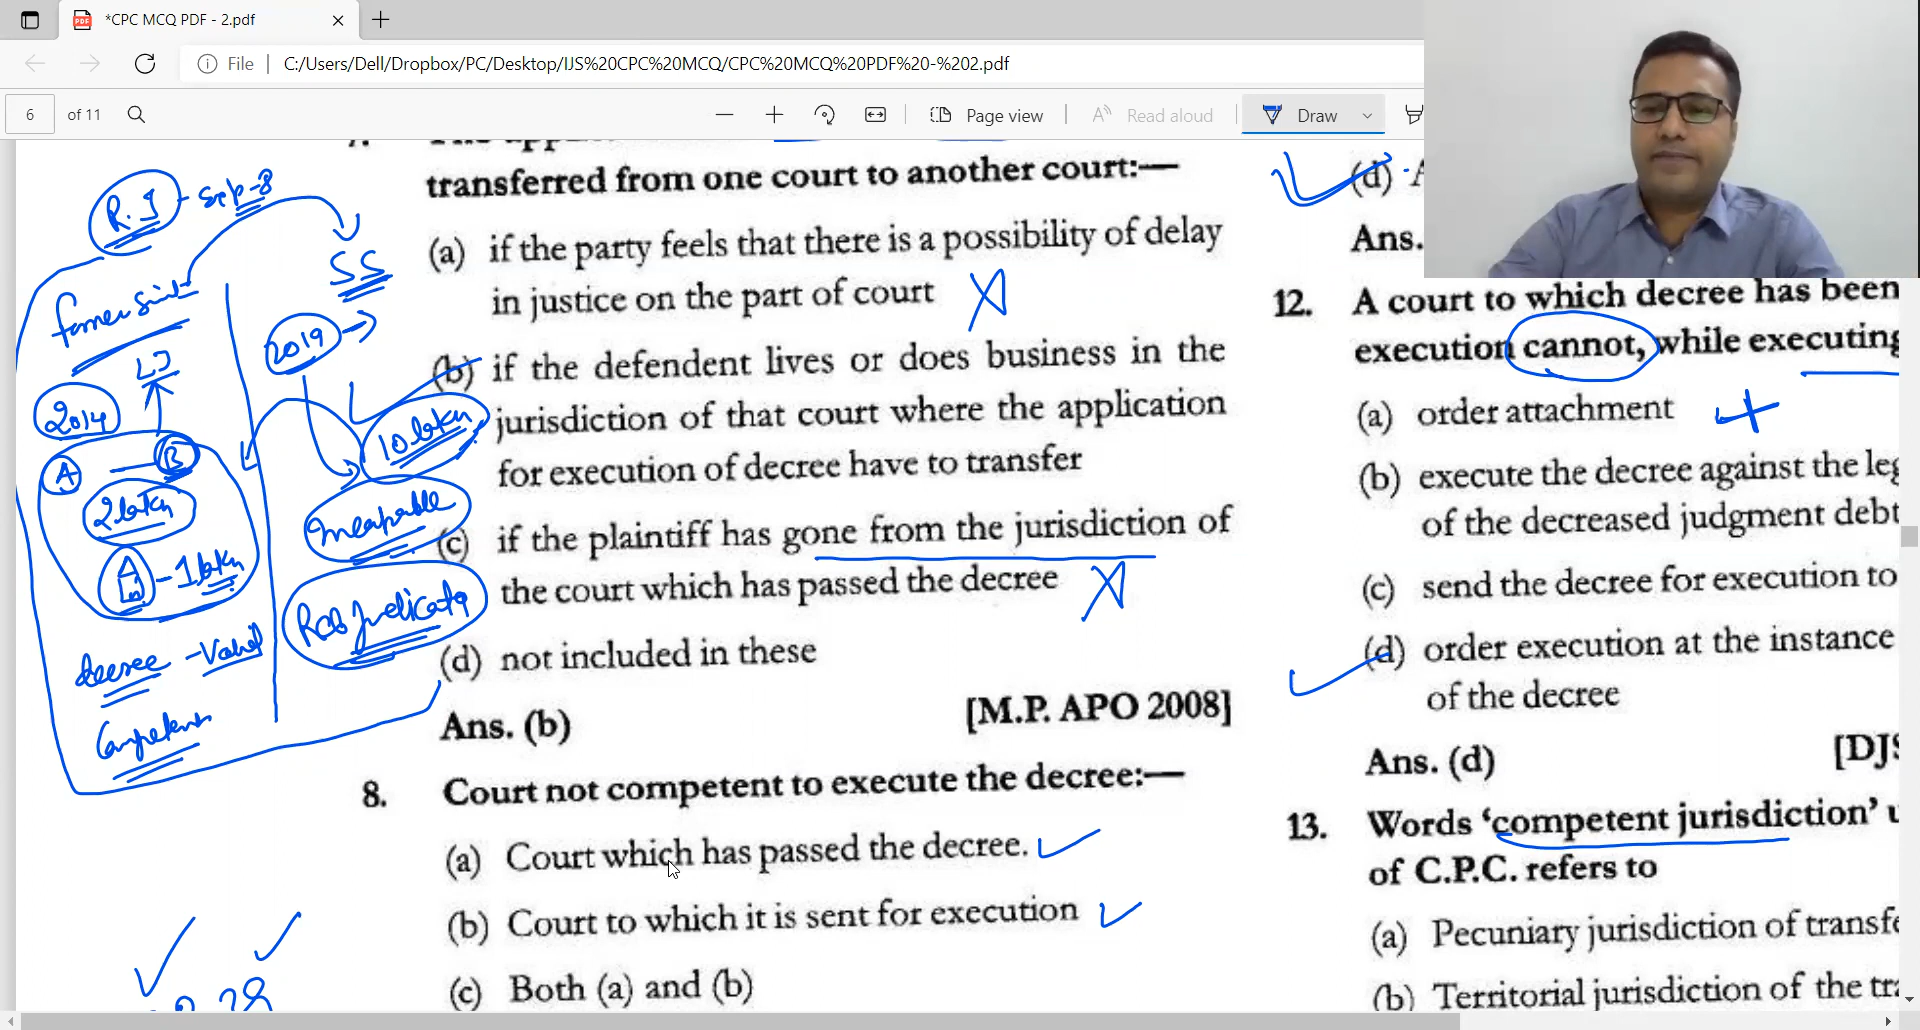 *CPC MCQ PDF - 2.pdf
File | C:/Users/Dell/Dropbox/PC/Desktop/IJS%20CPC%20MCQ/CPC%20MCQ%20PDF%20-%202.pdf
6 of 11
Page view
Read aloud
Draw
transferred from one court to another court:—
(a) if the party feels that there is a possibility of delay
in justice on the part of court
(b) if the defendent lives or does business in the
jurisdiction of that court where the application
for execution of decree have to transfer
(c) if the plaintiff has gone from the jurisdiction of
the court which has passed the decree
(d) not included in these
Ans. (b) [M.P. APO 2008]
8. Court not competent to execute the decree:—
(a) Court which has passed the decree.
(b) Court to which it is sent for execution
(c) Both (a) and (b)
(d)
Ans.
12. A court to which decree has been
execution cannot, while executing
(a) order attachment
(b) execute the decree against the leg
of the decreased judgment debt
(c) send the decree for execution to
(d) order execution at the instance
of the decree
Ans. (d) [DJS
13. Words ‘competent jurisdiction’ u
of C.P.C. refers to
(a) Pecuniary jurisdiction of transfe
(b) Territorial jurisdiction of the tra
R.J - Sep-8
SS
former suit
2019
LJ
2014
A B
10 lakh
2 lakh
1 lakh
Res Judicata
decree - Valid